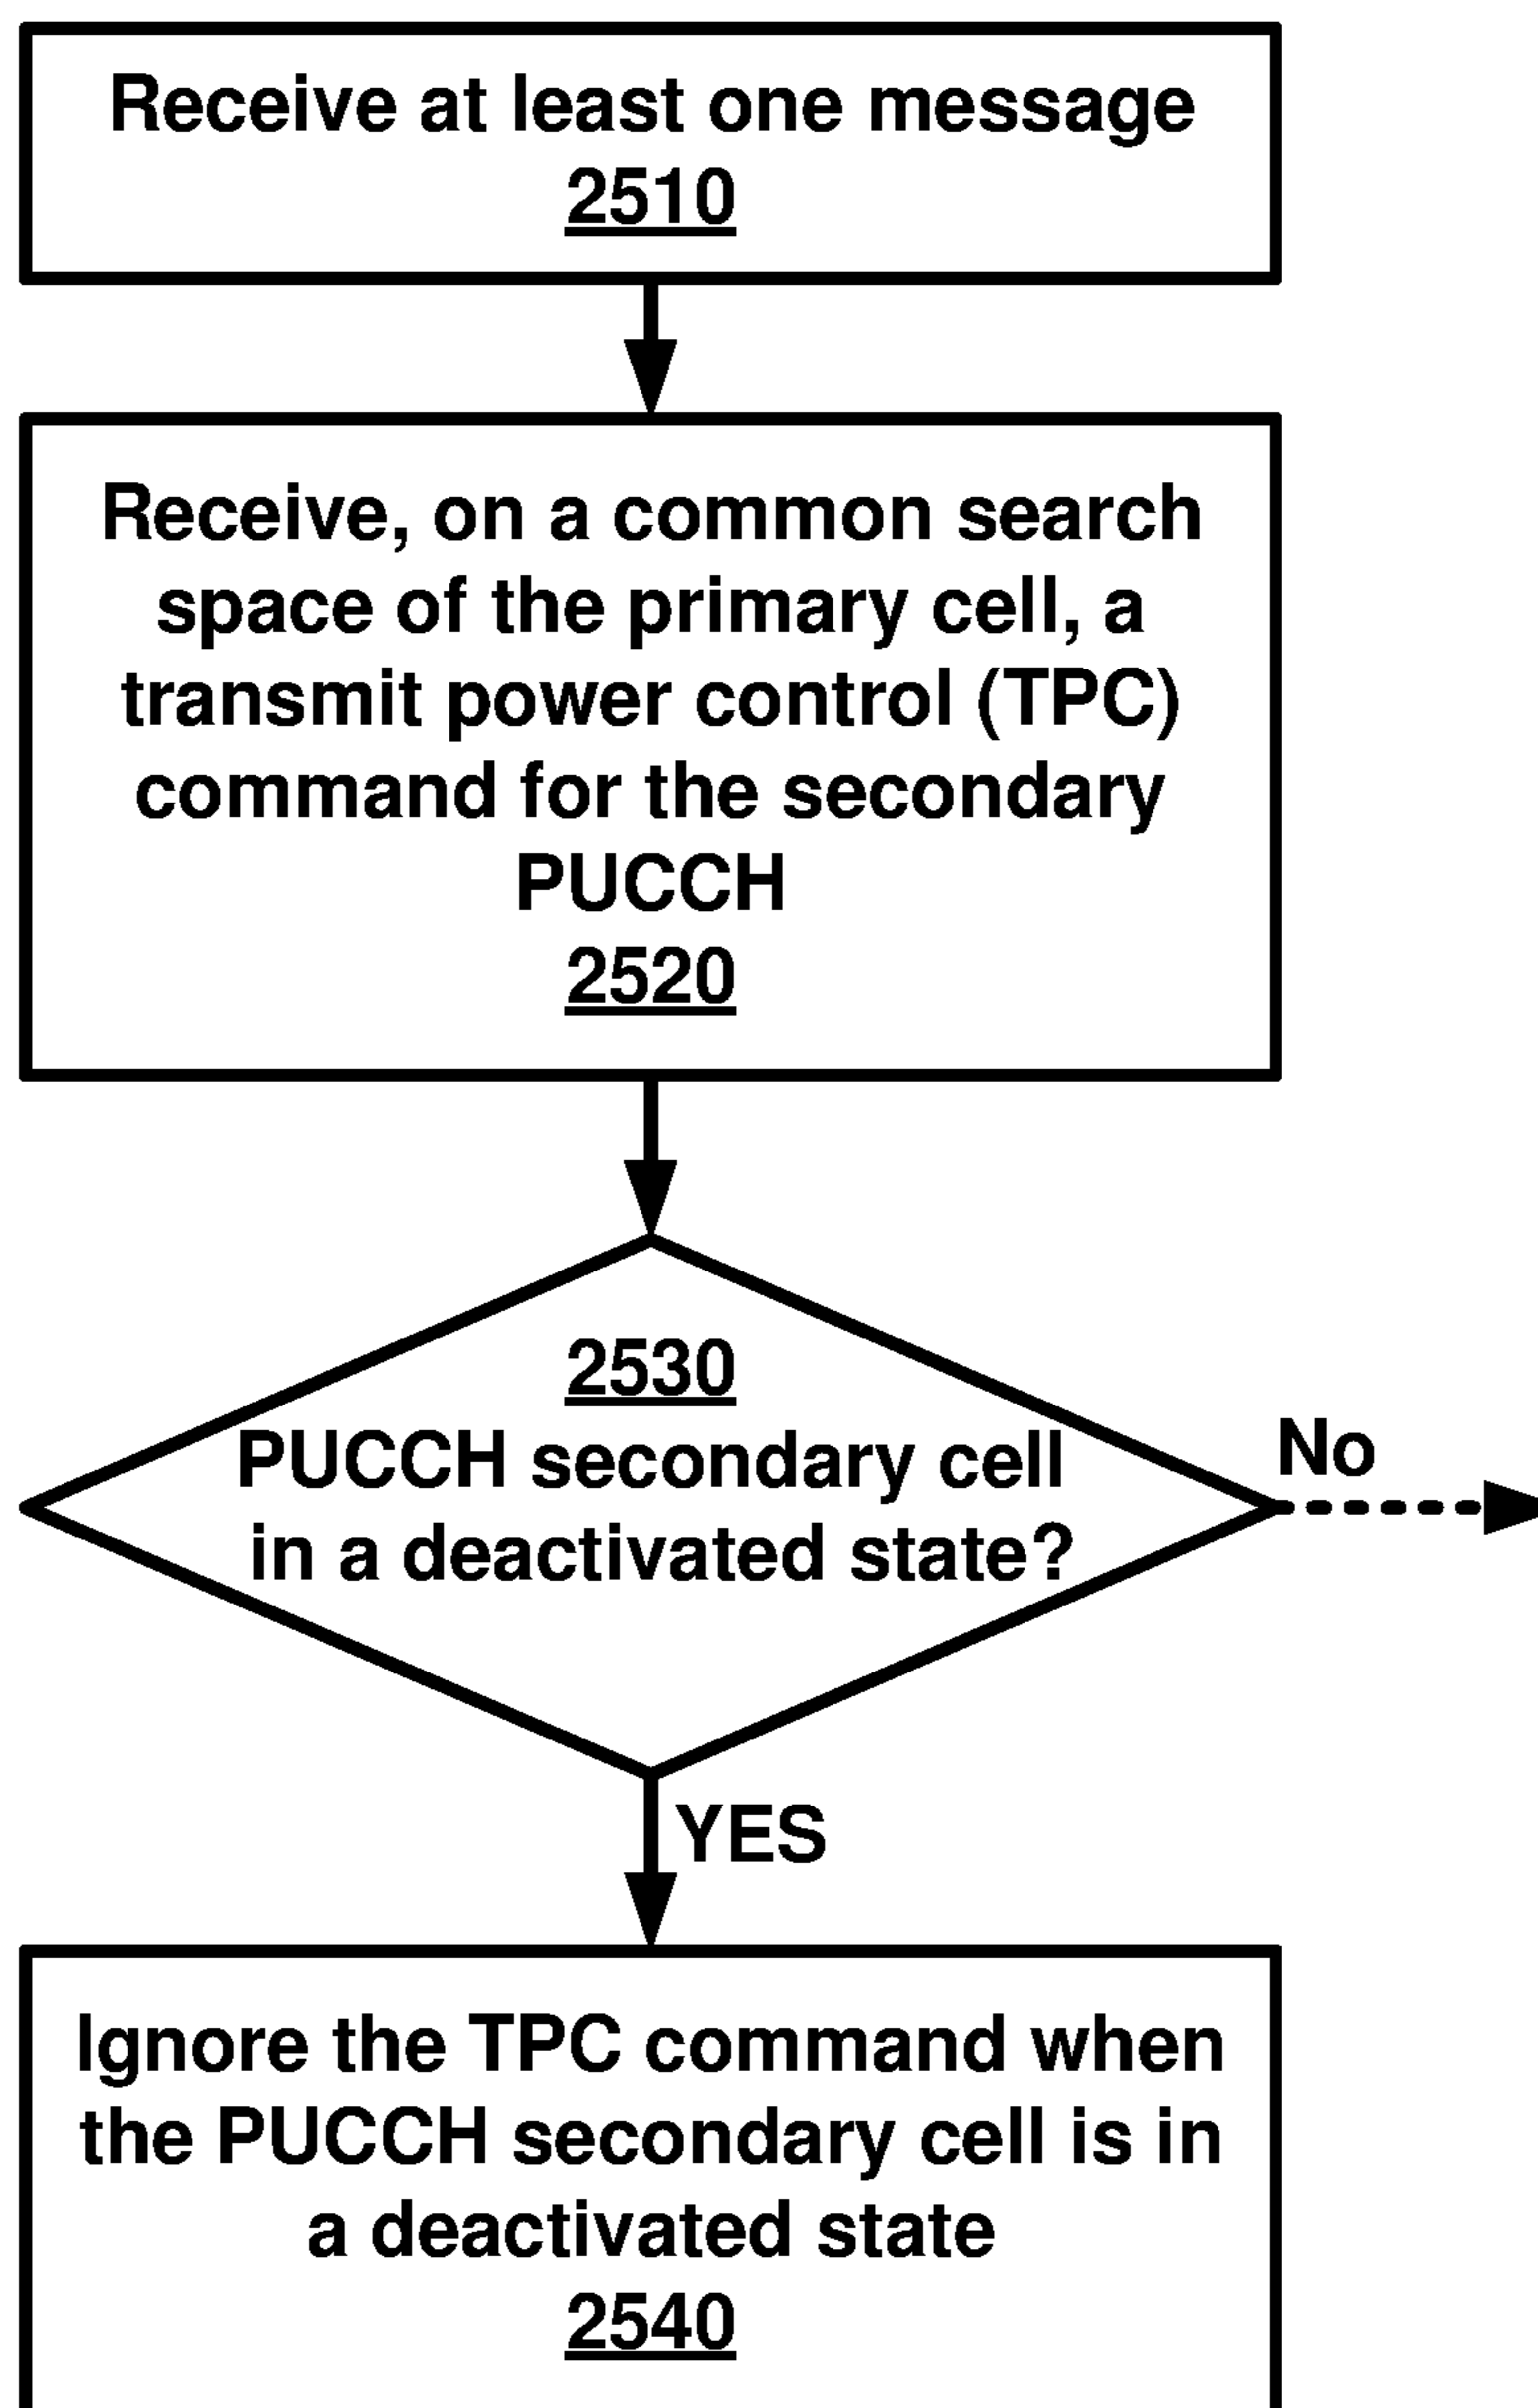 Receive at least one message
2510
Receive, on a common search
space of the primary cell, a
transmit power control (TPC)
command for the secondary
PUCCH
2520
2530
PUCCH secondary cell
in a deactivated state?
No
YES
Ignore the TPC command when
the PUCCH secondary cell is in
a deactivated state
2540